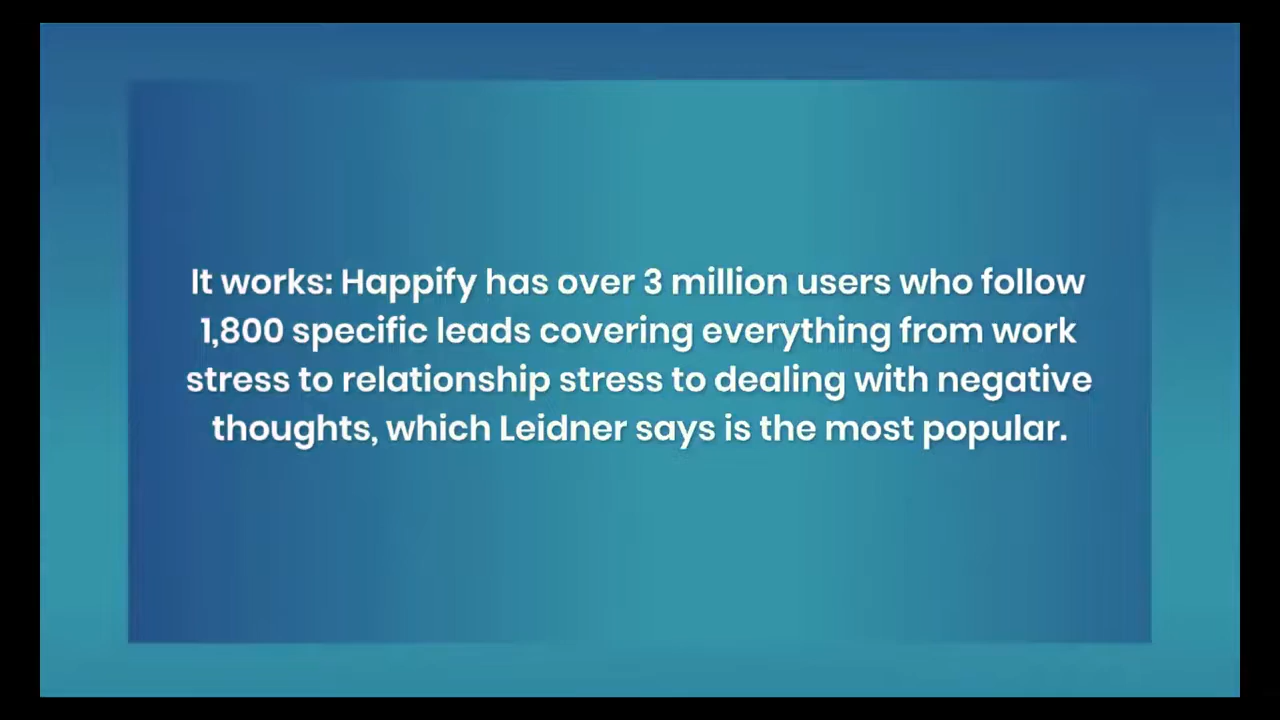 It works: Happify has over 3 million users who follow
1,800 specific leads covering everything from work
stress to relationship stress to dealing with negative
thoughts, which Leidner says is the most popular.